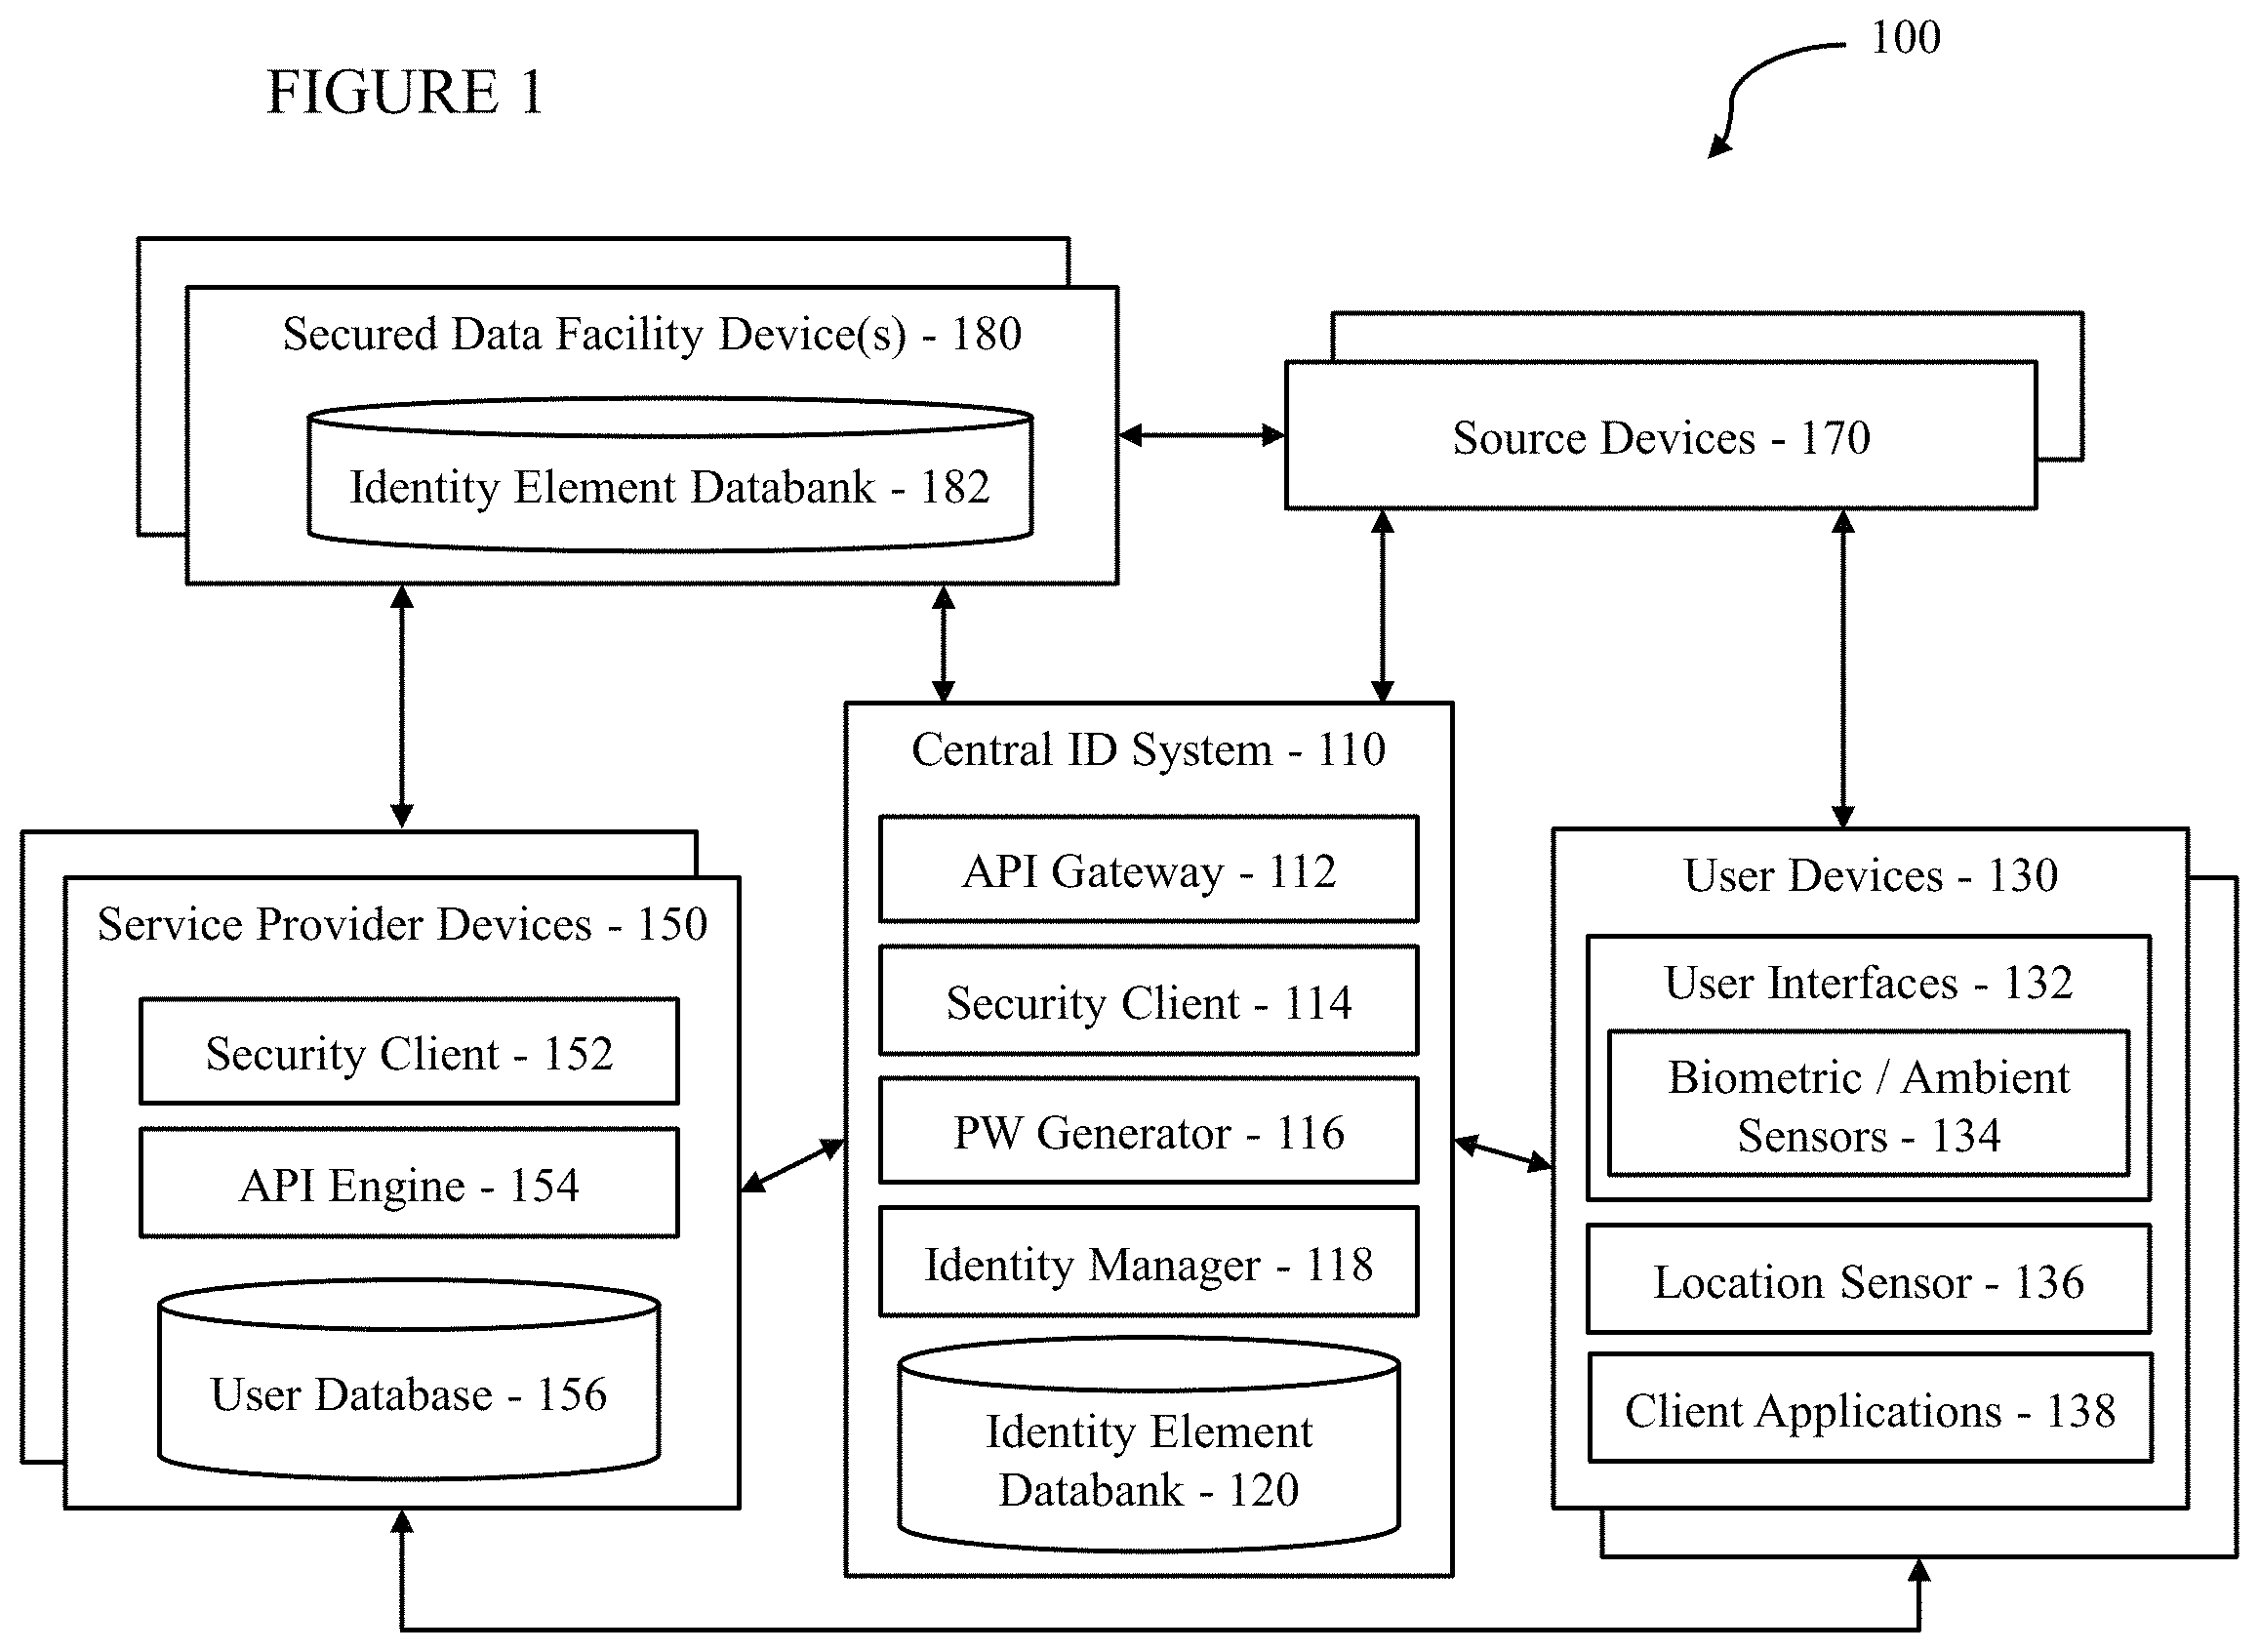 100
FIGURE 1
Secured Data Facility Device(s) - 180
Identity Element Databank - 182
Source Devices - 170
Service Provider Devices - 150
Security Client - 152
API Engine - 154
User Database - 156
Central ID System - 110
API Gateway - 112
Security Client - 114
PW Generator - 116
Identity Manager - 118
Identity Element
Databank - 120
User Devices - 130
User Interfaces - 132
Biometric / Ambient
Sensors - 134
Location Sensor - 136
Client Applications - 138